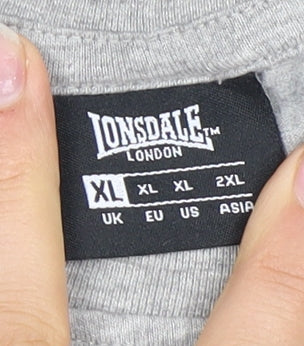 LONSDALE™
LONDON
XL XL XL 2XL
UK EU US ASIA